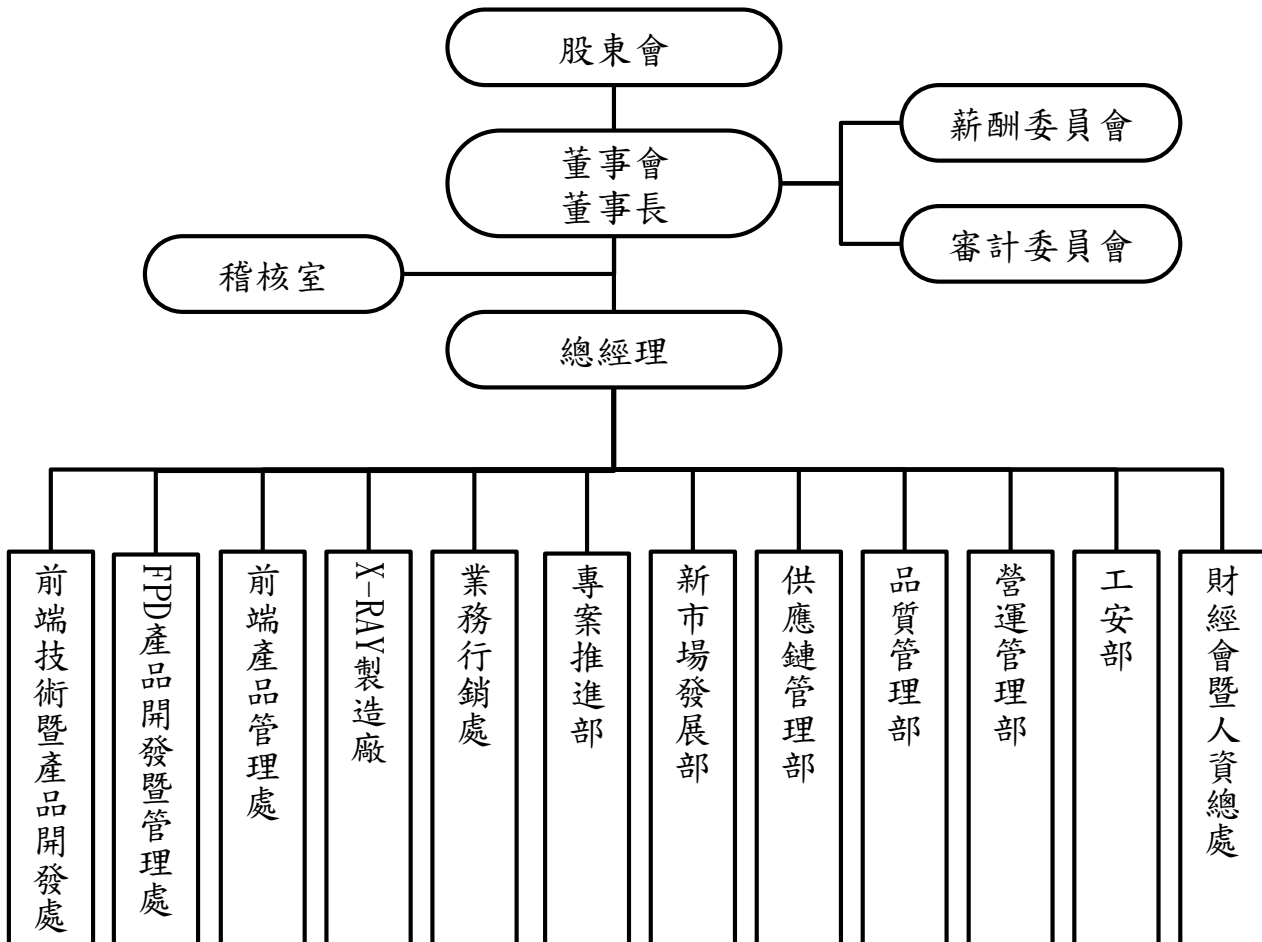 股東會
薪酬委員會
董事會
董事長
審計委員會
稽核室
總經理
前端技術暨產品開發處
FPD產品開發暨管理處
前端產品管理處
X-RAY製造廠
業務行銷處
專案推進部
新市場發展部
供應鏈管理部
品質管理部
營運管理部
工安部
財經會暨人資總處